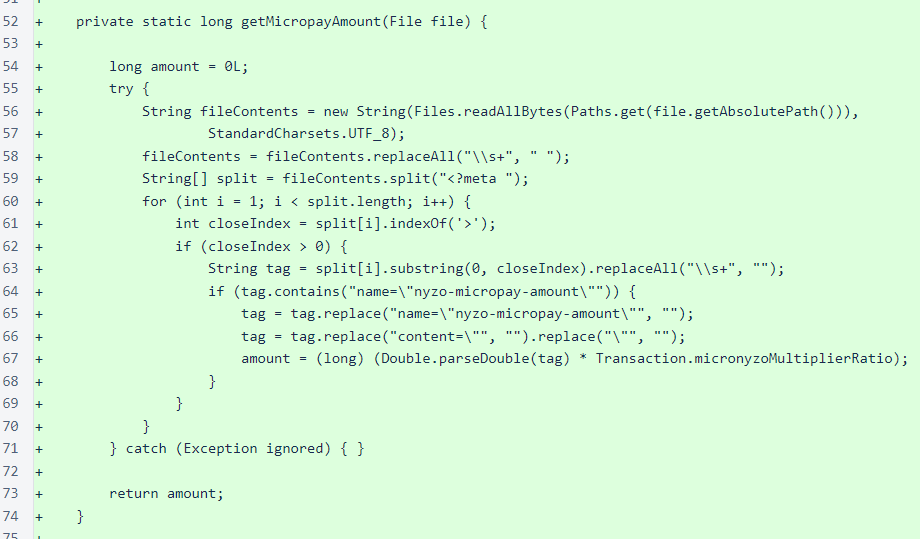 52 +     private static long getMicropayAmount(File file) {
53 +
54 +         long amount = 0L;
55 +         try {
56 +             String fileContents = new String(Files.readAllBytes(Paths.get(file.getAbsolutePath())),
57 +                     StandardCharsets.UTF_8);
58 +             fileContents = fileContents.replaceAll("\\s+", " ");
59 +             String[] split = fileContents.split("<?meta ");
60 +             for (int i = 1; i < split.length; i++) {
61 +                 int closeIndex = split[i].indexOf('>');
62 +                 if (closeIndex > 0) {
63 +                     String tag = split[i].substring(0, closeIndex).replaceAll("\\s+", "");
64 +                     if (tag.contains("name=\"nyzo-micropay-amount\"")) {
65 +                         tag = tag.replace("name=\"nyzo-micropay-amount\"", "");
66 +                         tag = tag.replace("content=\"", "").replace("\"", "");
67 +                         amount = (long) (Double.parseDouble(tag) * Transaction.micronyzoMultiplierRatio);
68 +                     }
69 +                 }
70 +             }
71 +         } catch (Exception ignored) { }
72 +
73 +         return amount;
74 +     }
75